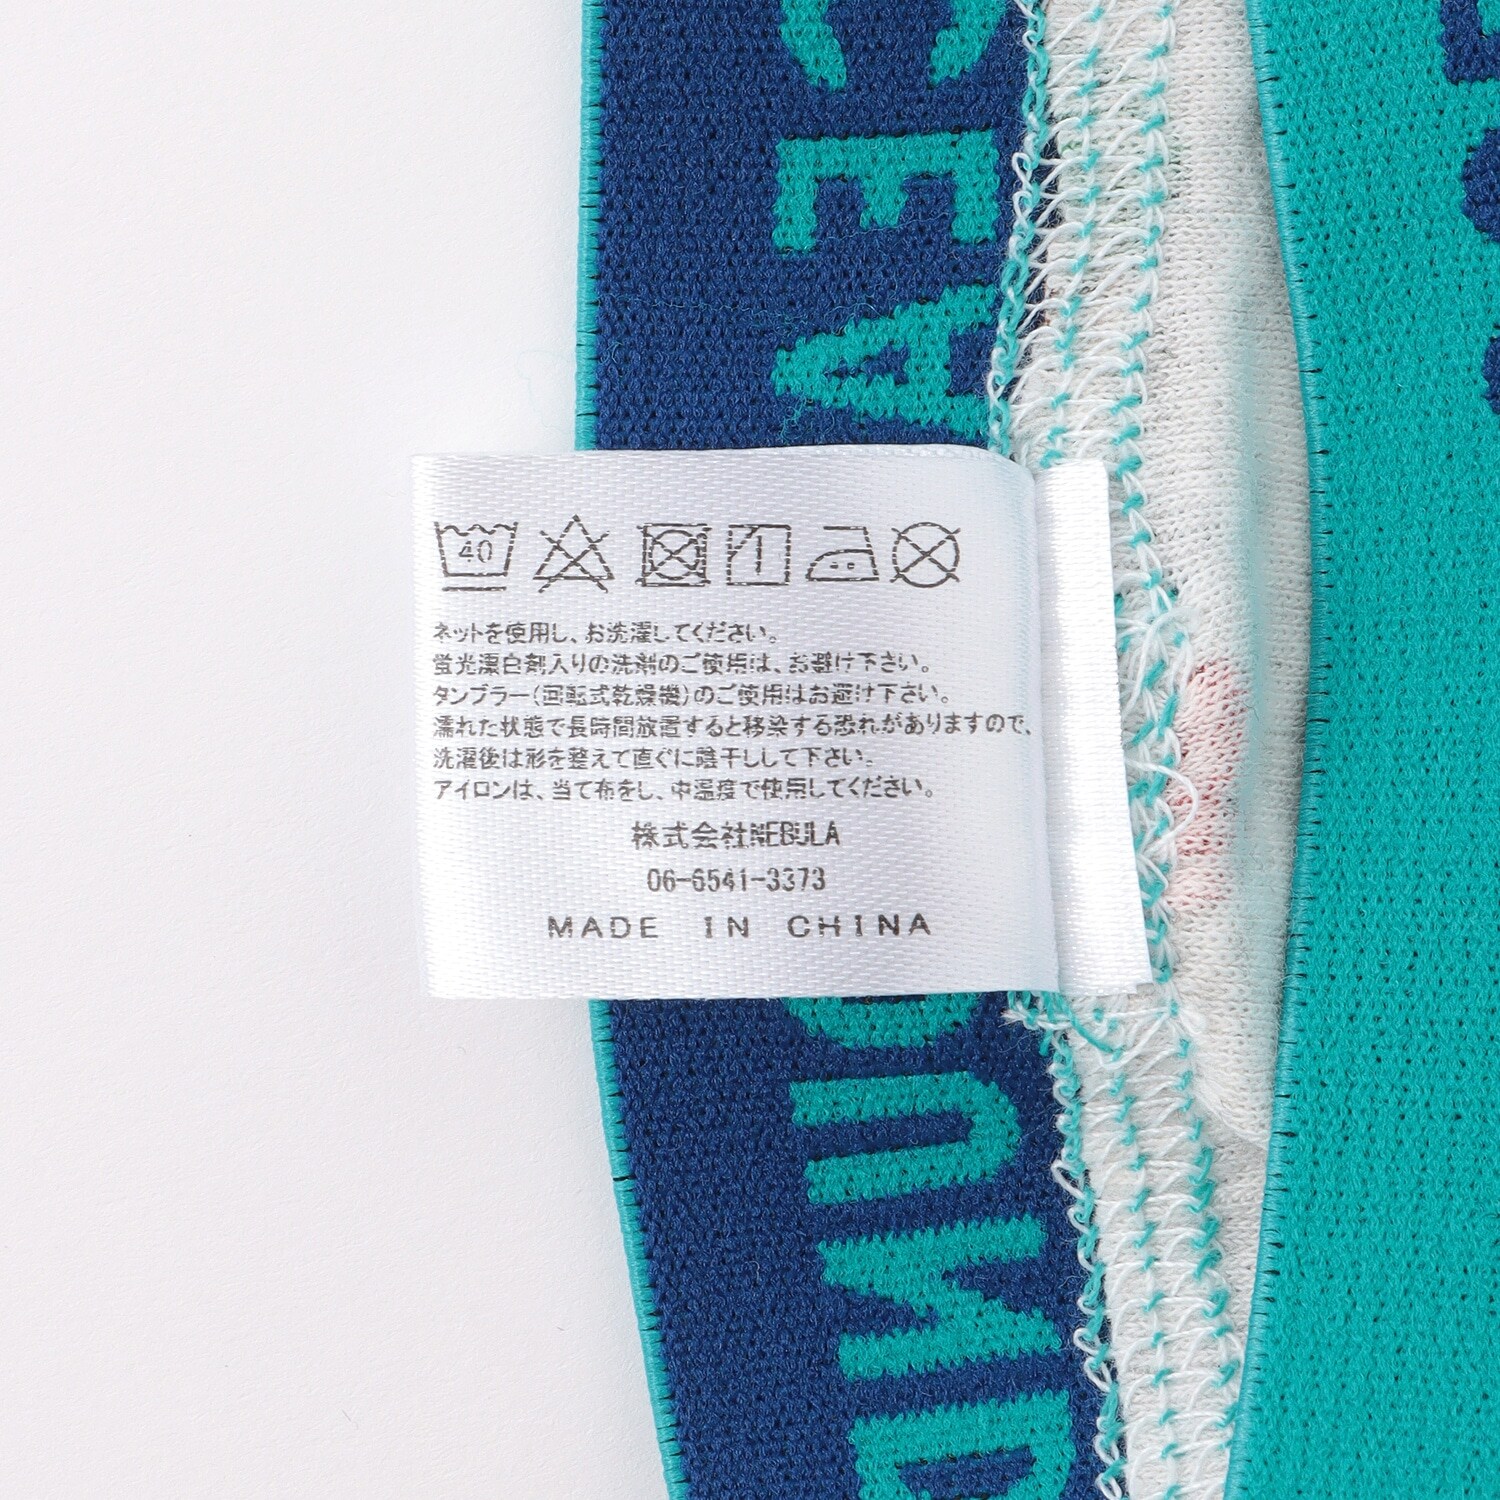 40
ネットを使用し、お洗濯してください。
蛍光漂白剤入りの洗剤のご使用は、お避け下さい。
タンブラー(回転式乾燥機)のご使用はお避け下さい。
濡れた状態で長時間放置すると移染する恐れがありますので、
洗濯後は形を整えて直ぐに陰干しして下さい。
アイロンは、当て布をし、中温度で使用してください。
株式会社NEBULA
06-6541-3373
MADE IN CHINA